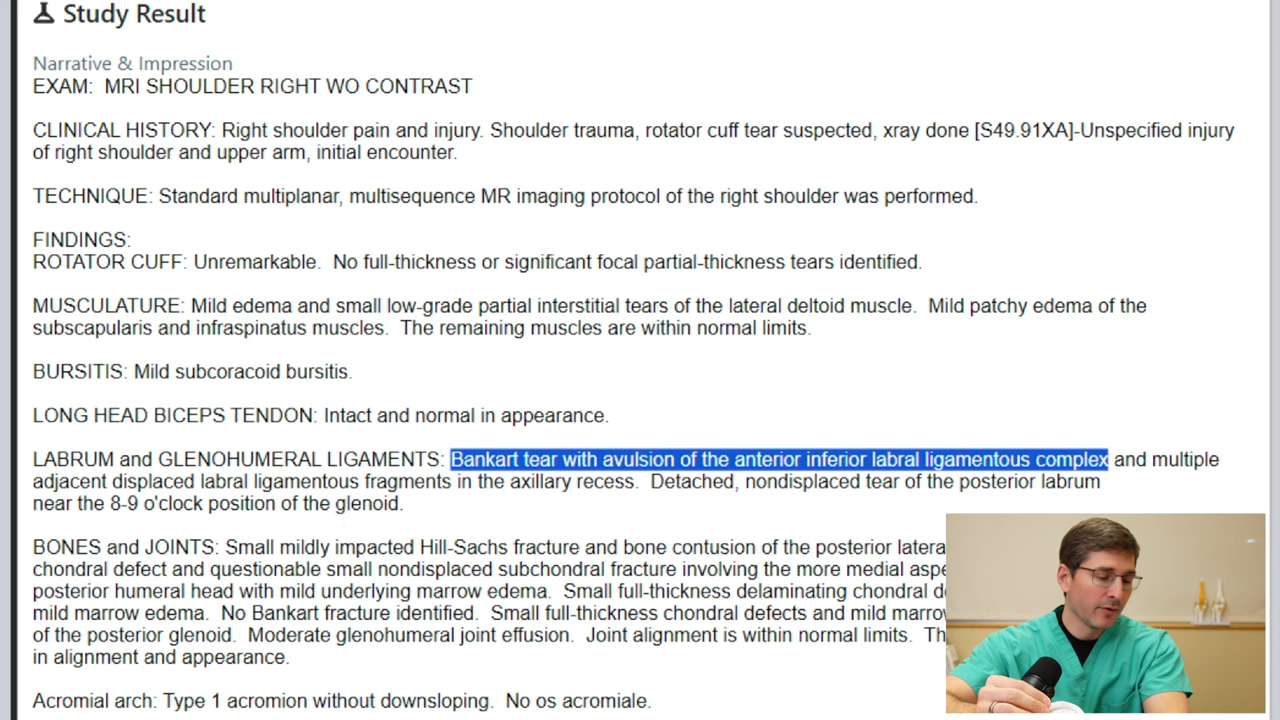 Study Result
Narrative & Impression
EXAM:  MRI SHOULDER RIGHT WO CONTRAST
CLINICAL HISTORY: Right shoulder pain and injury. Shoulder trauma, rotator cuff tear suspected, xray done [S49.91XA]-Unspecified injury
of right shoulder and upper arm, initial encounter.
TECHNIQUE: Standard multiplanar, multisequence MR imaging protocol of the right shoulder was performed.
FINDINGS:
ROTATOR CUFF: Unremarkable.  No full-thickness or significant focal partial-thickness tears identified.
MUSCULATURE: Mild edema and small low-grade partial interstitial tears of the lateral deltoid muscle.  Mild patchy edema of the
subscapularis and infraspinatus muscles.  The remaining muscles are within normal limits.
BURSITIS: Mild subcoracoid bursitis.
LONG HEAD BICEPS TENDON: Intact and normal in appearance.
LABRUM and GLENOHUMERAL LIGAMENTS: Bankart tear with avulsion of the anterior inferior labral ligamentous complex and multiple
adjacent displaced labral ligamentous fragments in the axillary recess.  Detached, nondisplaced tear of the posterior labrum
near the 8-9 o'clock position of the glenoid.
BONES and JOINTS: Small mildly impacted Hill-Sachs fracture and bone contusion of the posterior latera
chondral defect and questionable small nondisplaced subchondral fracture involving the more medial aspe
posterior humeral head with mild underlying marrow edema.  Small full-thickness delaminating chondral d
mild marrow edema.  No Bankart fracture identified.  Small full-thickness chondral defects and mild marro
of the posterior glenoid.  Moderate glenohumeral joint effusion.  Joint alignment is within normal limits.  Th
in alignment and appearance.
Acromial arch: Type 1 acromion without downsloping.  No os acromiale.